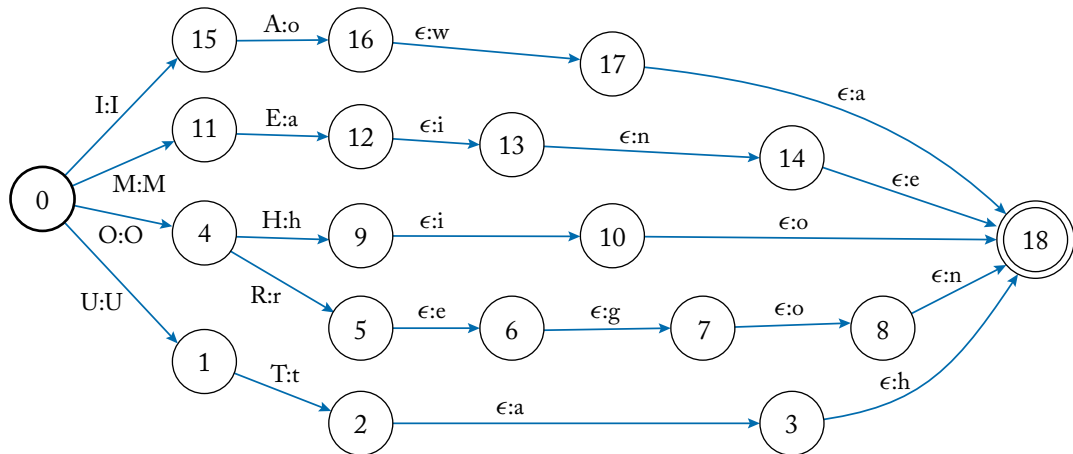 15 A:o 16 ϵ:w 17 ϵ:a
I:I
11 E:a 12 ϵ:i 13 ϵ:n 14 ϵ:e
M:M
0
O:O 4 H:h 9 ϵ:i 10 ϵ:o 18
R:r 5 ϵ:e 6 ϵ:g 7 ϵ:o 8 ϵ:n
U:U
1 T:t 2 ϵ:a 3 ϵ:h